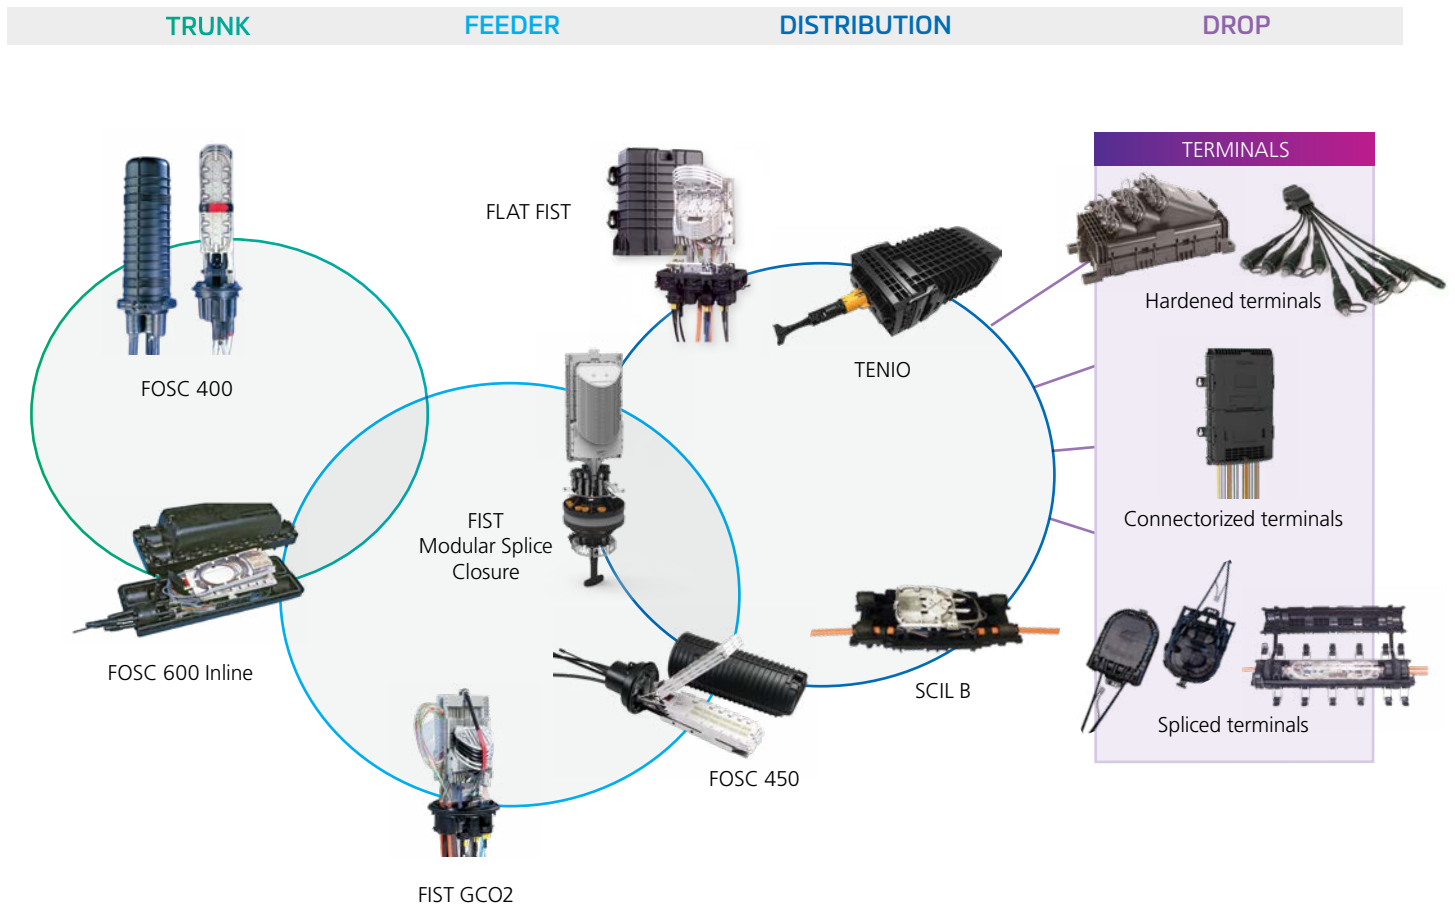 TRUNK
FEEDER
DISTRIBUTION
DROP
TERMINALS
FLAT FIST
Hardened terminals
TENIO
FOSC 400
Connectorized terminals
FIST
Modular Splice
Closure
FOSC 600 Inline
SCIL B
Spliced terminals
FOSC 450
FIST GCO2